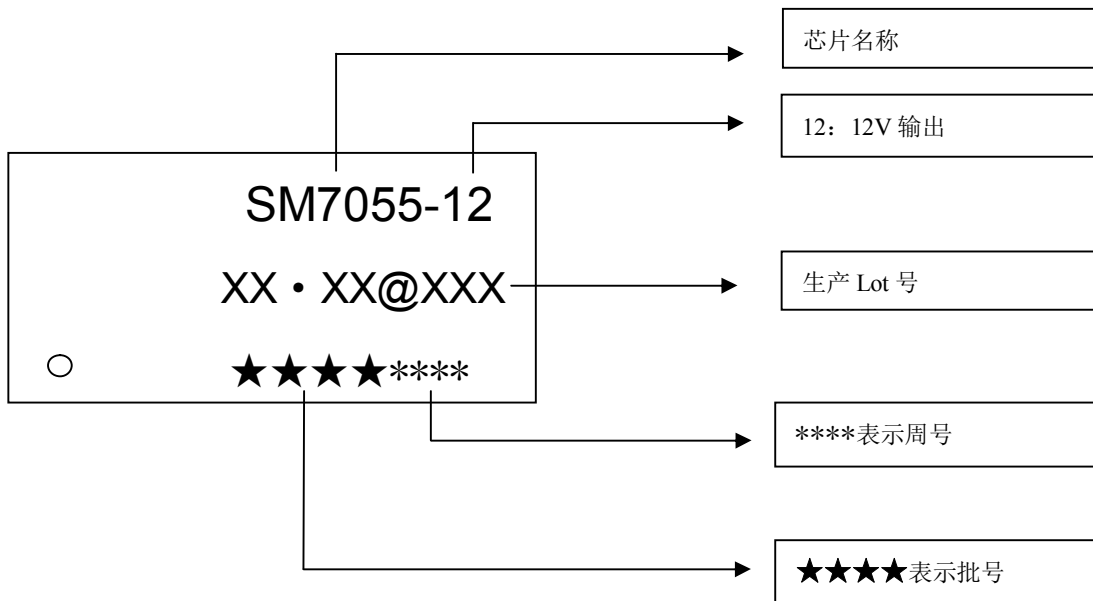 芯片名称
12：12V 输出
SM7055-12
XX·XX@XXX
生产 Lot 号
★★★★****
****表示周号
★★★★表示批号